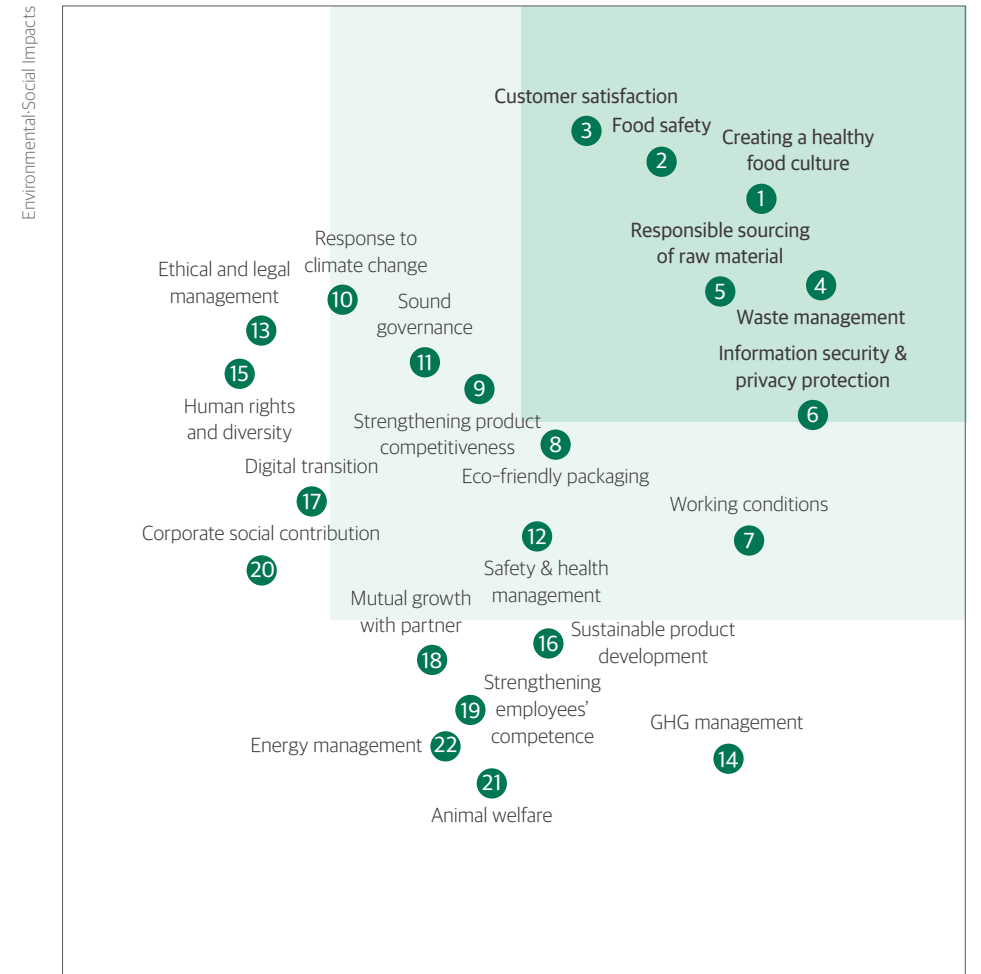 Environmental·Social Impacts
Customer satisfaction
3
Food safety
2
Creating a healthy
food culture
1
Responsible sourcing
of raw material
5
4
Waste management
Information security &
privacy protection
6
Response to
climate change
10
Ethical and legal
management
13
Sound
governance
11
15
Human rights
and diversity
9
Strengthening product
competitiveness
8
Eco-friendly packaging
Digital transition
17
Working conditions
7
Corporate social contribution
20
12
Safety & health
management
Mutual growth
with partner
18
16
Sustainable product
development
Strengthening
employees’
competence
19
GHG management
14
Energy management
22
21
Animal welfare